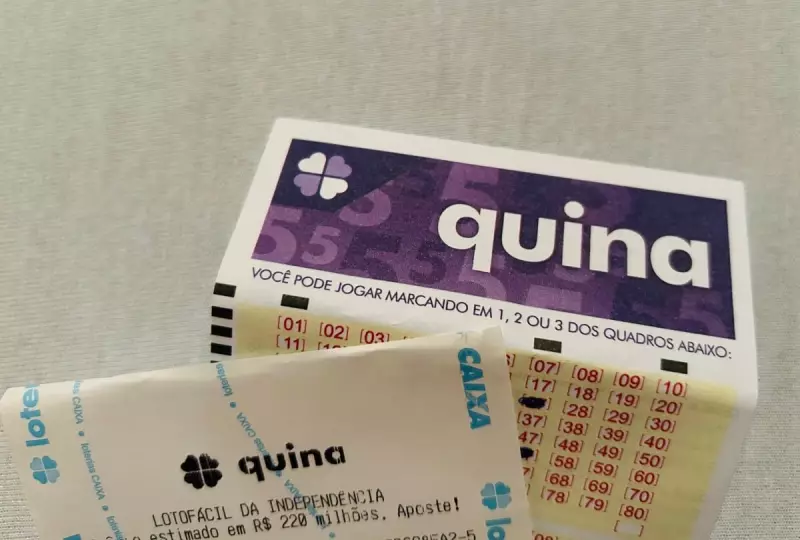 quina
VOCÊ PODE JOGAR MARCANDO EM 1, 2 OU 3 DOS QUADROS ABAIXO:
[01] [02] [03] [07] [08] [09] [10]
[11] [17] [18] [19] [20]
[28] [29] [30]
[37] [38] [39] [40]
[47] [48] [49] [50]
[58] [59] [60]
[68] [69] [70]
[78] [79] [80]
CAIXA
loterias CAIXA
loterias CAIXA
quina
LOTOFÁCIL DA INDEPENDÊNCIA
estimado em R$ 220 milhões. Aposte!